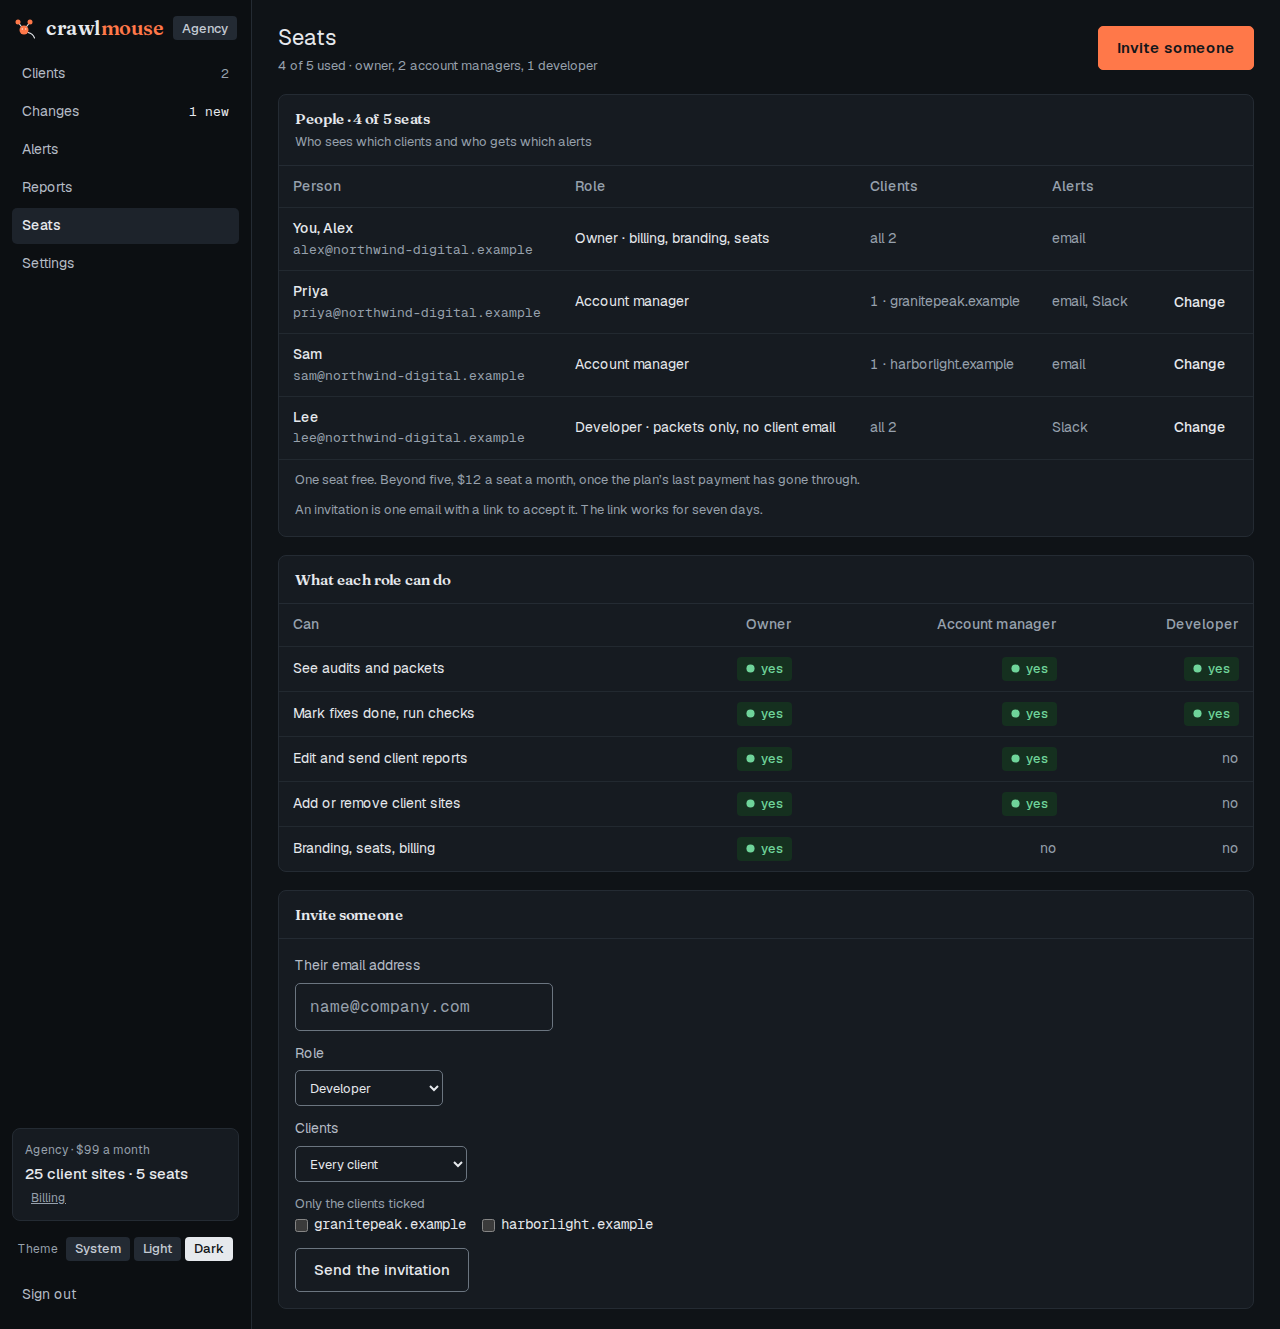 crawlmouse Agency
Clients 2
Changes 1 new
Alerts
Reports
Seats
Settings
Agency · $99 a month
25 client sites · 5 seats
Billing
Theme System Light Dark
Sign out
Seats
4 of 5 used · owner, 2 account managers, 1 developer
Invite someone
People · 4 of 5 seats
Who sees which clients and who gets which alerts
Person Role Clients Alerts
You, Alex
alex@northwind-digital.example
Owner · billing, branding, seats all 2 email
Priya
priya@northwind-digital.example
Account manager 1 · granitepeak.example email, Slack Change
Sam
sam@northwind-digital.example
Account manager 1 · harborlight.example email Change
Lee
lee@northwind-digital.example
Developer · packets only, no client email all 2 Slack Change
One seat free. Beyond five, $12 a seat a month, once the plan's last payment has gone through.
An invitation is one email with a link to accept it. The link works for seven days.
What each role can do
Can Owner Account manager Developer
See audits and packets yes yes yes
Mark fixes done, run checks yes yes yes
Edit and send client reports yes yes no
Add or remove client sites yes yes no
Branding, seats, billing yes no no
Invite someone
Their email address
name@company.com
Role
Developer
Clients
Every client
Only the clients ticked
granitepeak.example harborlight.example
Send the invitation